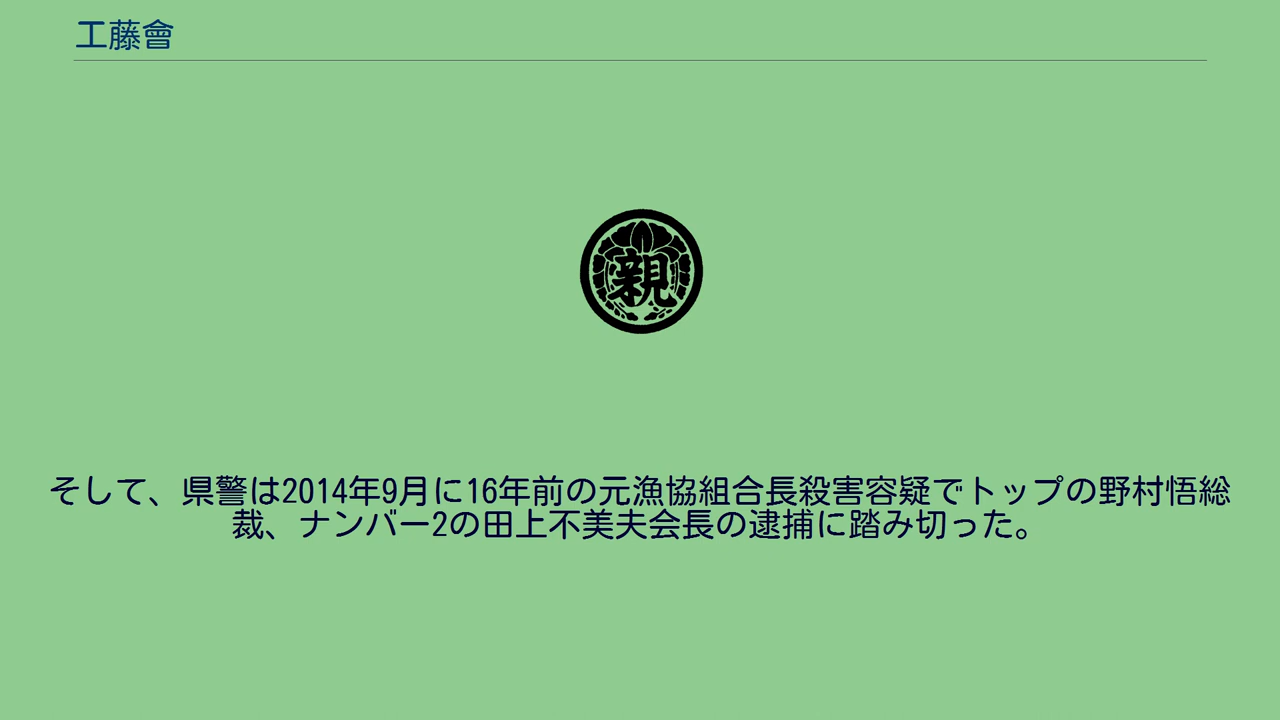 工藤會
親
そして、県警は2014年9月に16年前の元漁協組合長殺害容疑でトップの野村悟総
裁、ナンバー2の田上不美夫会長の逮捕に踏み切った。